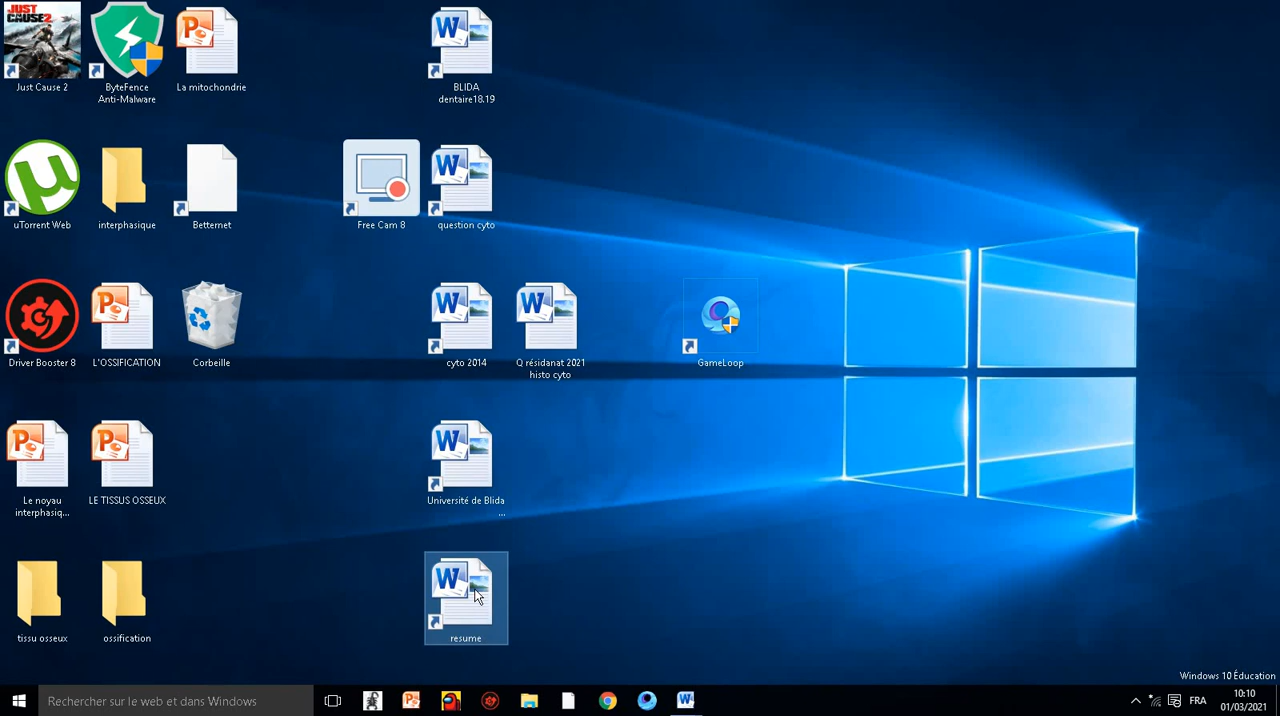 JUST
CAUSE 2
Just Cause 2
ByteFence
Anti-Malware
La mitochondrie
BLIDA
dentaire18.19
uTorrent Web
interphasique
Betternet
Free Cam 8
question cyto
Driver Booster 8
L'OSSIFICATION
Corbeille
cyto 2014
Q résidanat 2021
histo cyto
GameLoop
Le noyau
interphasiq...
LE TISSUS OSSEUX
Université de Blida
...
tissu osseux
ossification
resume
Windows 10 Éducation
Rechercher sur le web et dans Windows
FRA
10:10
01/03/2021